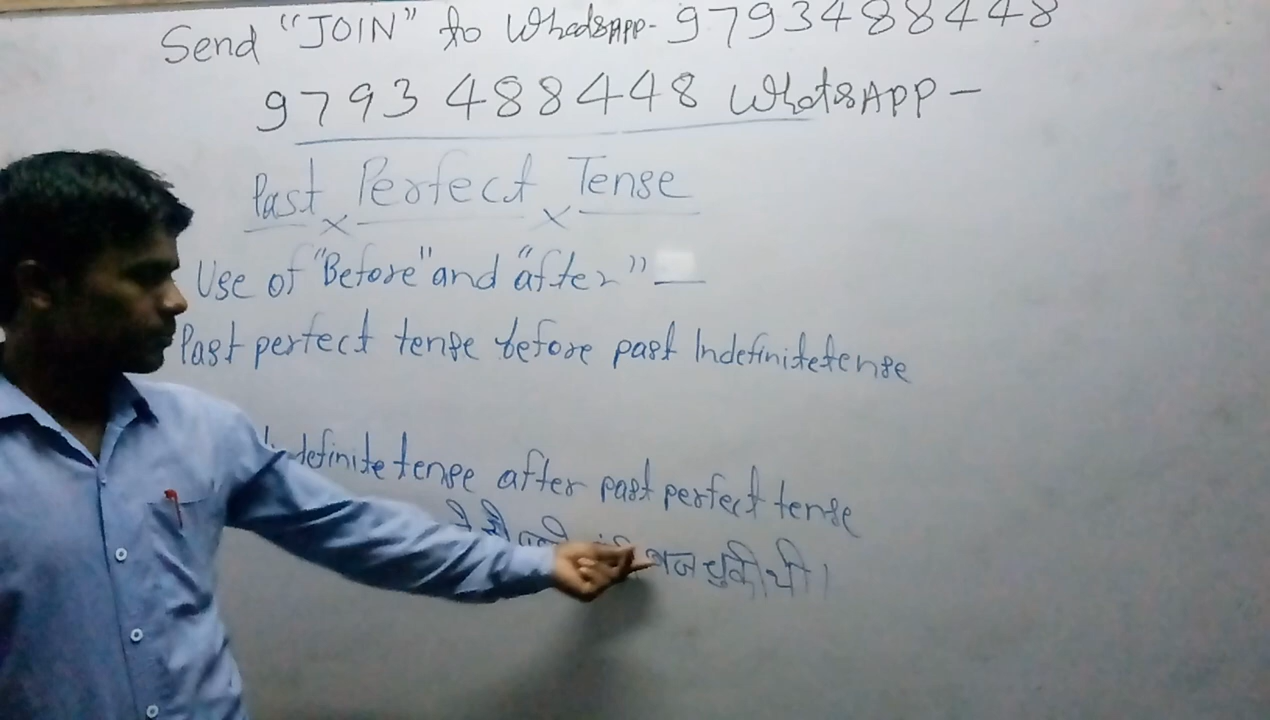 Send "JOIN" to WhatsApp- 9793488448
9793 488448 WhatsApp -
Past × Perfect × Tense
Use of "Before" and "after" -
Past perfect tense before past Indefinite tense
Indefinite tense after past perfect tense
चुकी थी।